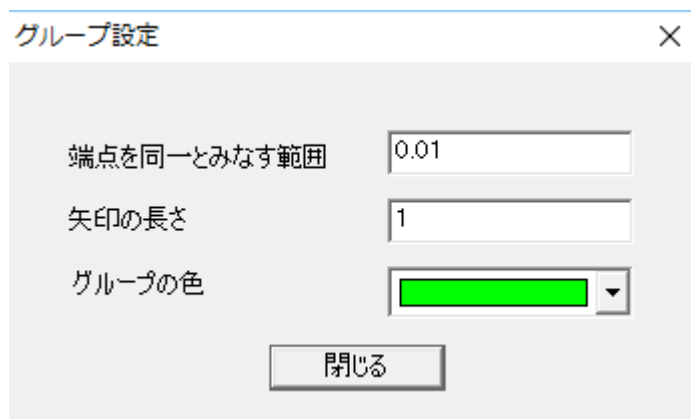 グループ設定
端点を同一とみなす範囲 0.01
矢印の長さ 1
グループの色
閉じる